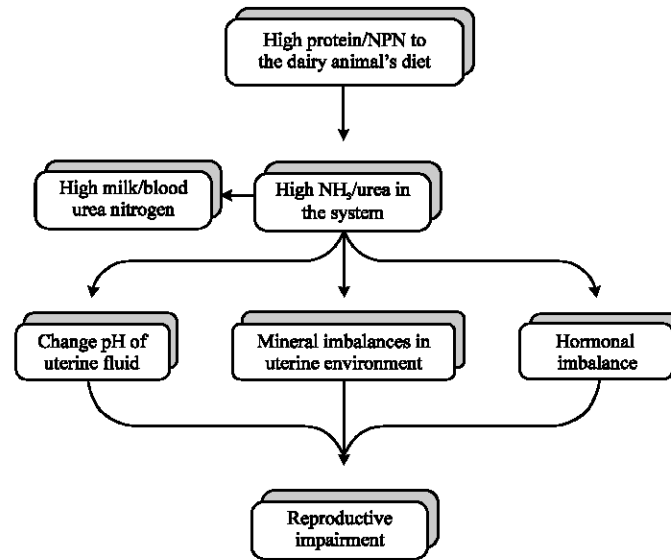 High protein/NPN to
the dairy animal's diet
High milk/blood
urea nitrogen
High NH₃/urea in
the system
Change pH of
uterine fluid
Mineral imbalances in
uterine environment
Hormonal
imbalance
Reproductive
impairment